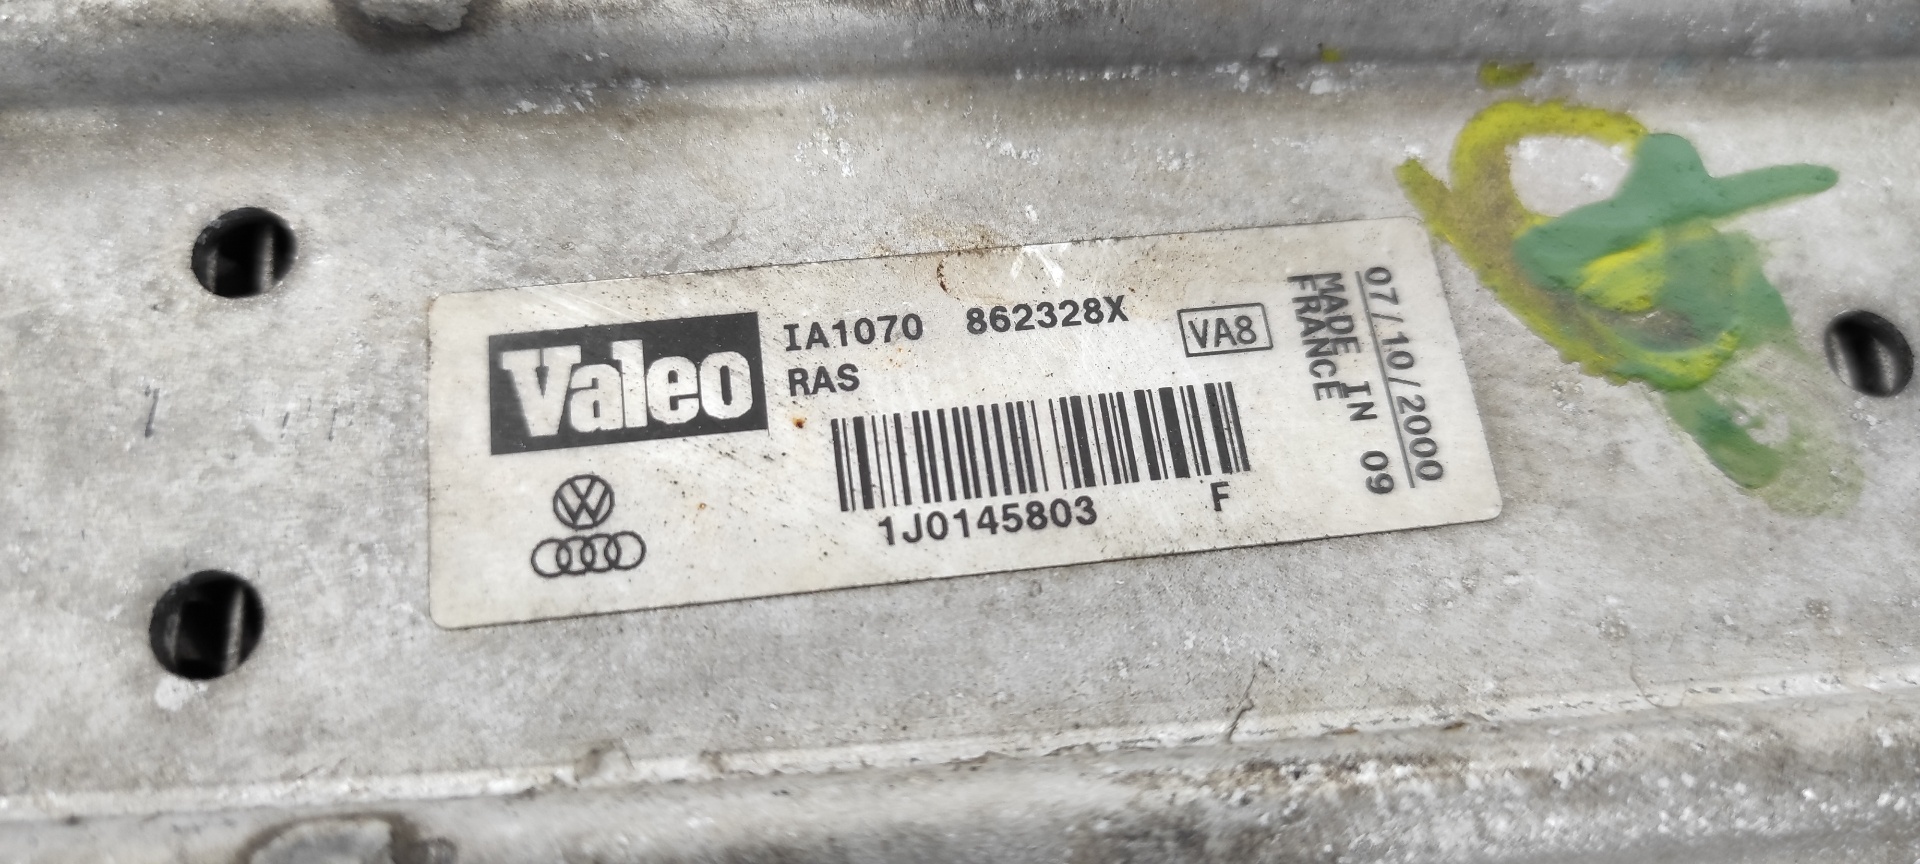 Valeo
IA1070 862328X
RAS
VA8
1J0145803 F
07/10/2000
MADE IN 09
FRANCE